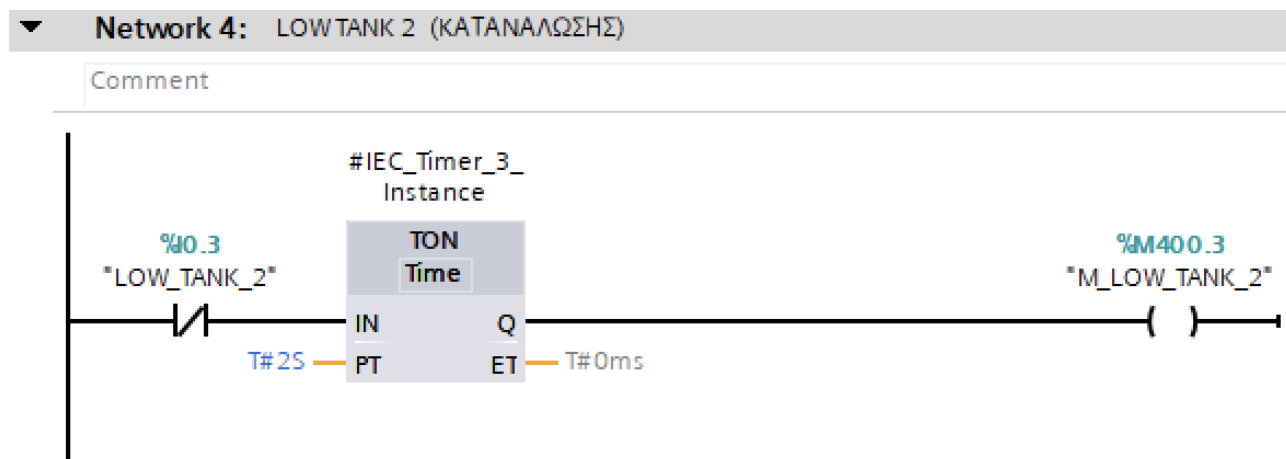 Network 4: LOW TANK 2 (ΚΑΤΑΝΑΛΩΣΗΣ)
Comment
#IEC_Timer_3_
Instance
%I0.3
"LOW_TANK_2"
TON
Time
%M400.3
"M_LOW_TANK_2"
IN
Q
T#2S
PT
ET
T#0ms